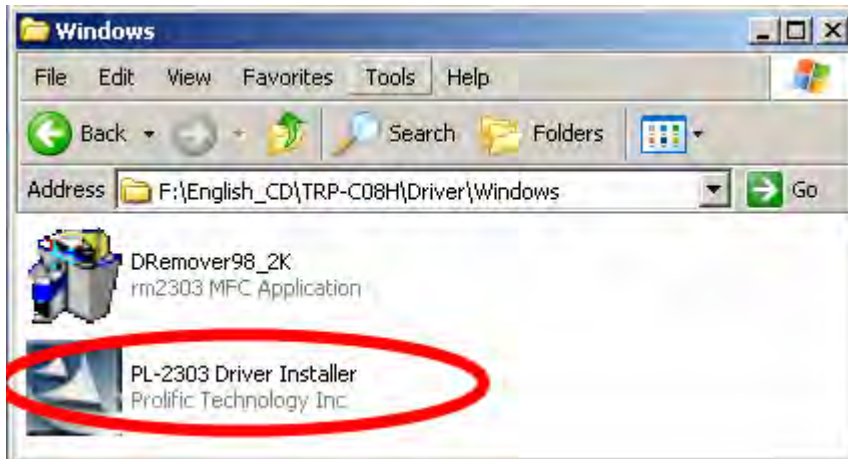 Windows
File Edit View Favorites Tools Help
Back Search Folders
Address F:\English_CD\TRP-C08H\Driver\Windows Go
DRemover98_2K
rm2303 MFC Application
PL-2303 Driver Installer
Prolific Technology Inc